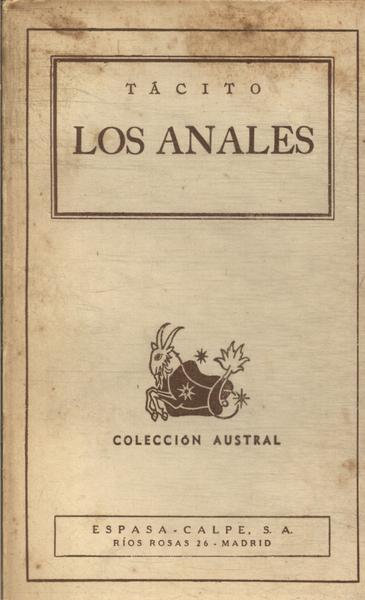 TÁCITO
LOS ANALES
COLECCIÓN AUSTRAL
ESPASA-CALPE, S. A.
RÍOS ROSAS 26 - MADRID